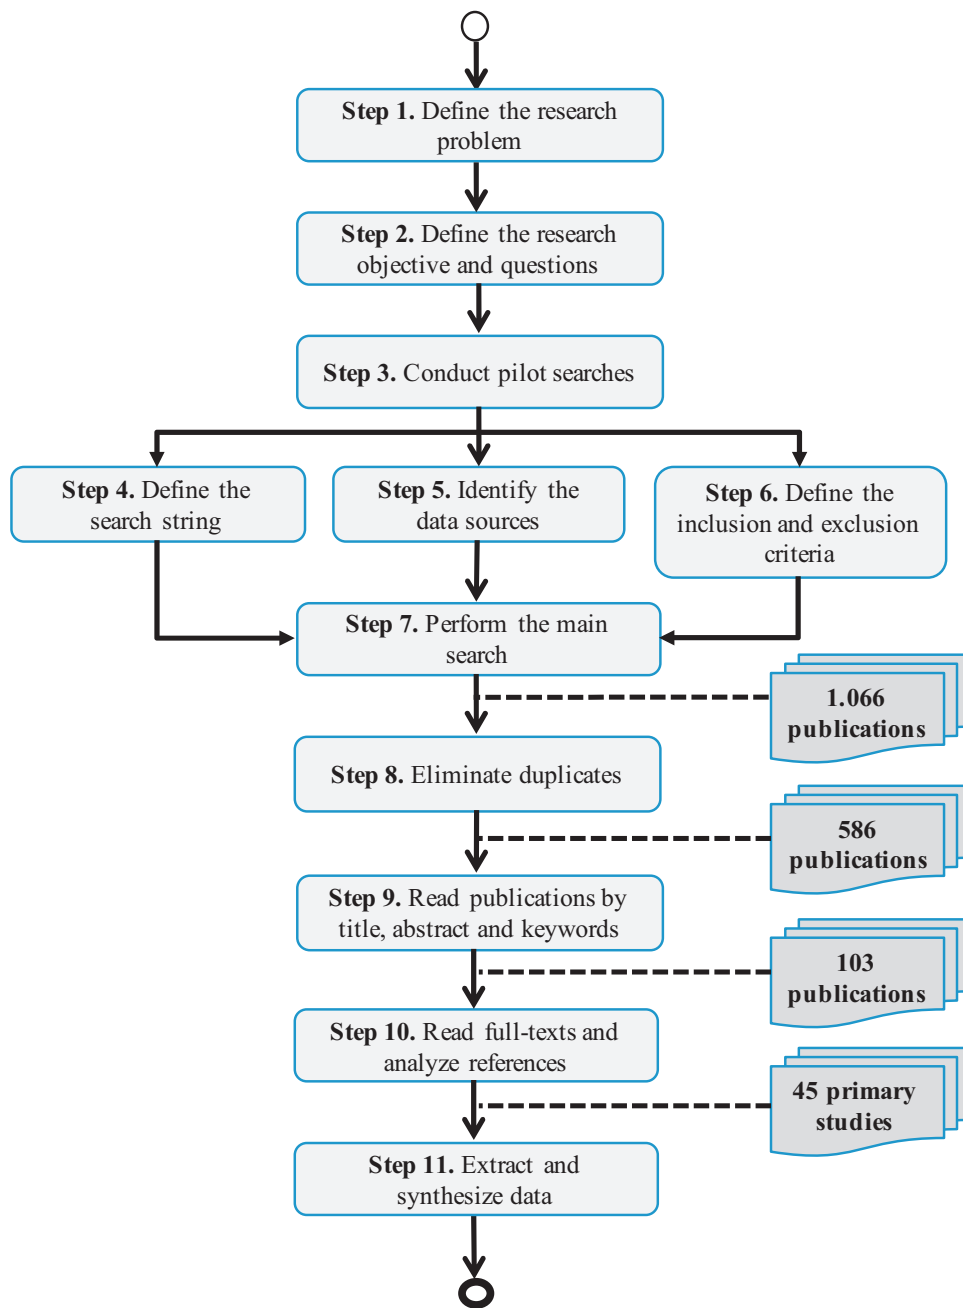 Step 1. Define the research
problem
Step 2. Define the research
objective and questions
Step 3. Conduct pilot searches
Step 4. Define the
search string
Step 5. Identify the
data sources
Step 6. Define the
inclusion and exclusion
criteria
Step 7. Perform the main
search
1.066
publications
Step 8. Eliminate duplicates
586
publications
Step 9. Read publications by
title, abstract and keywords
103
publications
Step 10. Read full-texts and
analyze references
45 primary
studies
Step 11. Extract and
synthesize data